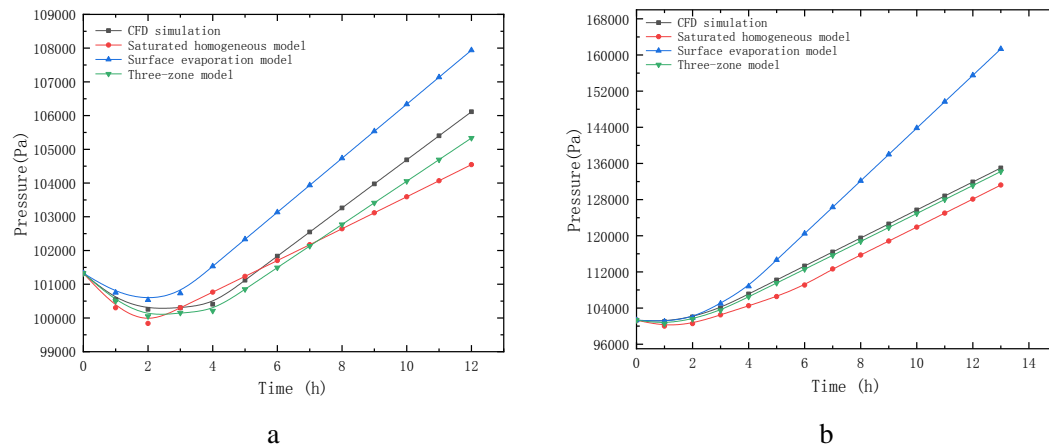 CFD simulation
Saturated homogeneous model
Surface evaporation model
Three-zone model
109000
108000
107000
106000
105000
104000
103000
102000
101000
100000
99000
Pressure(Pa)
0 2 4 6 8 10 12
Time (h)
a
CFD simulation
Saturated homogeneous model
Surface evaporation model
Three-zone model
168000
160000
152000
144000
136000
128000
120000
112000
104000
96000
Pressure(Pa)
0 2 4 6 8 10 12 14
Time (h)
b